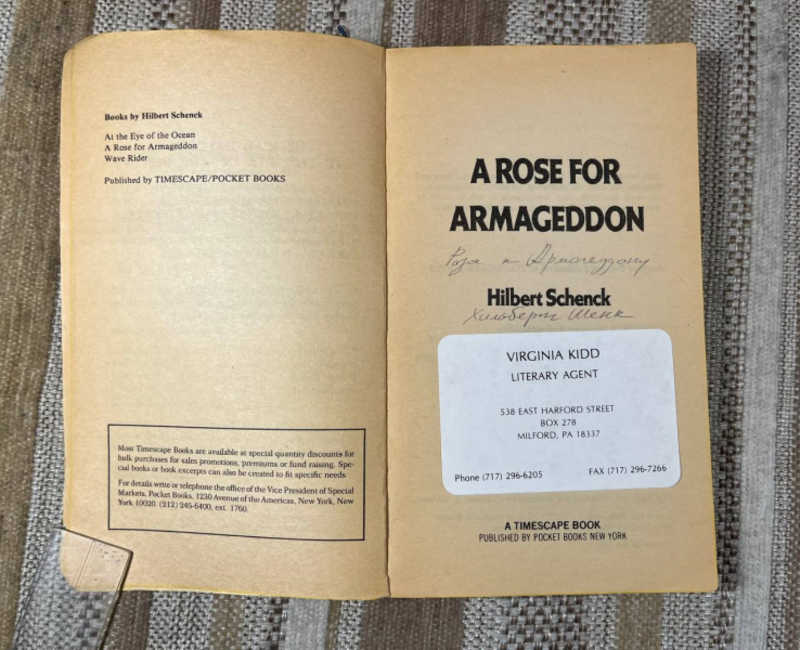 Books by Hilbert Schenck
At the Eye of the Ocean
A Rose for Armageddon
Wave Rider
Published by TIMESCAPE/POCKET BOOKS
Most Timescape Books are available at special quantity discounts for
bulk purchases for sales promotions, premiums or fund raising. Spe-
cial books or book excerpts can also be created to fit specific needs.
For details write or telephone the office of the Vice President of Special
Markets, Pocket Books, 1230 Avenue of the Americas, New York, New
York 10020. (212) 245-6400, ext. 1760.
A ROSE FOR
ARMAGEDDON
Роза к Армагеддону
Hilbert Schenck
Хильберт Шенк
VIRGINIA KIDD
LITERARY AGENT
538 EAST HARFORD STREET
BOX 278
MILFORD, PA 18337
Phone (717) 296-6205 FAX (717) 296-7266
A TIMESCAPE BOOK
PUBLISHED BY POCKET BOOKS NEW YORK